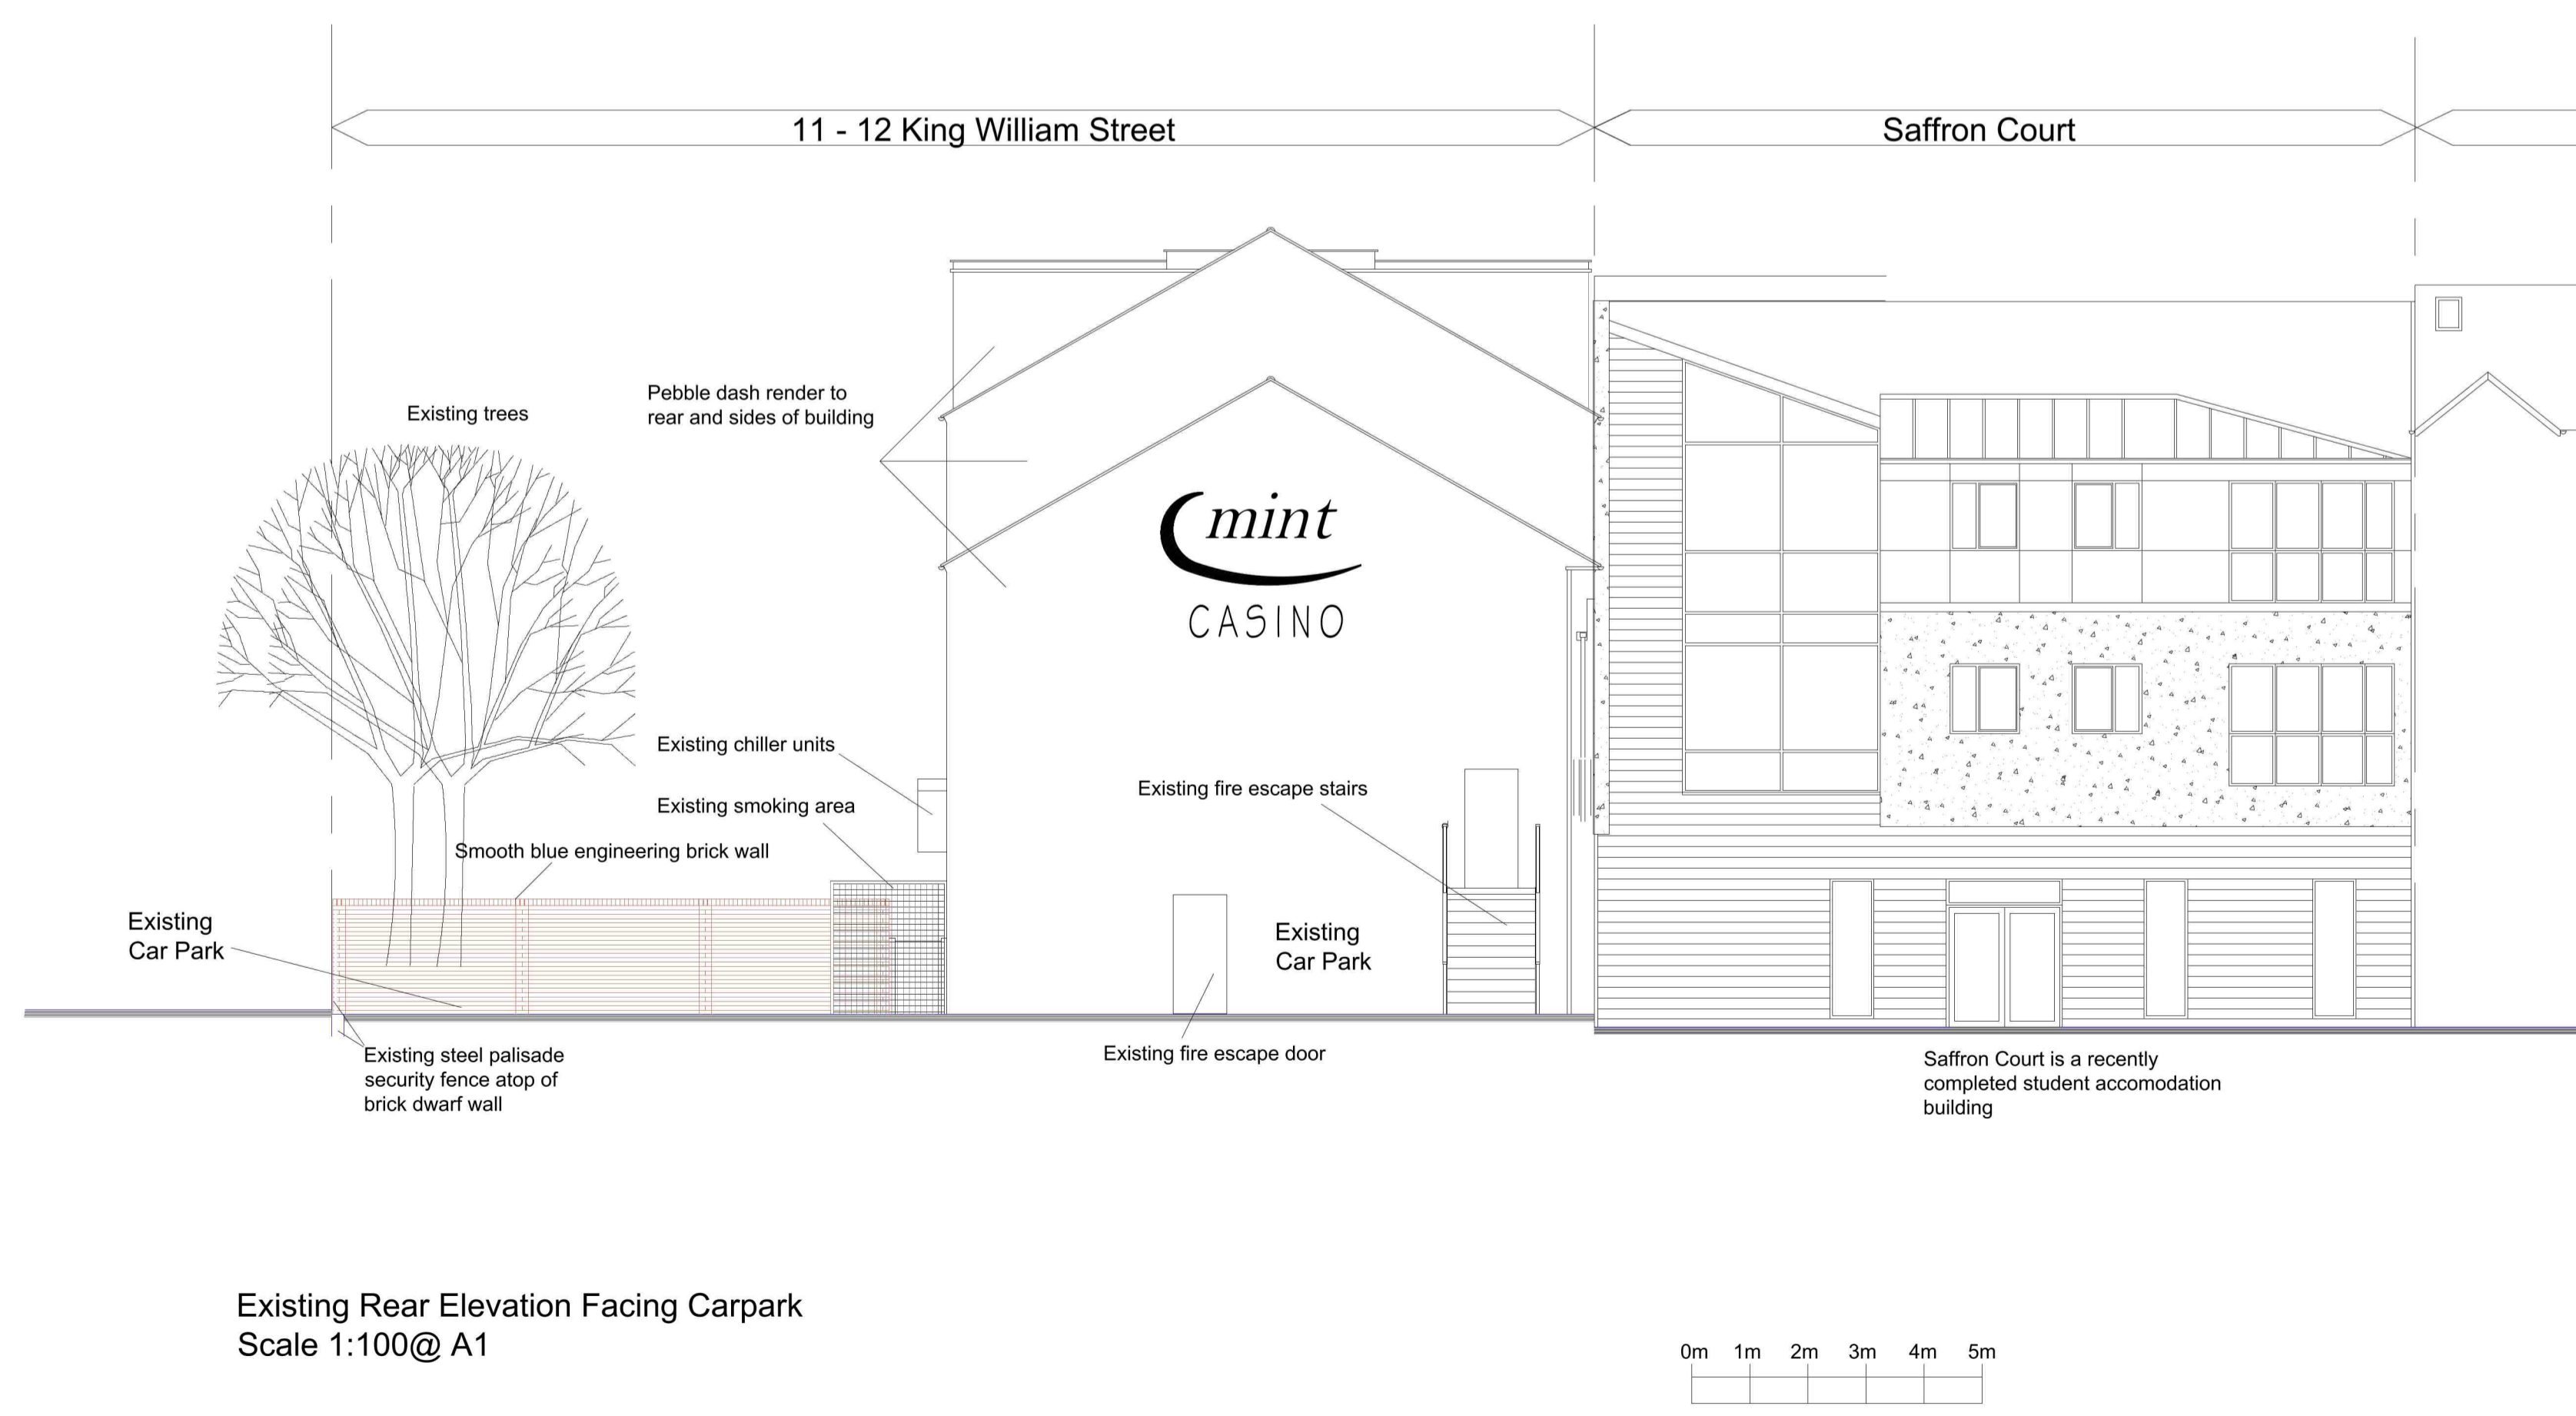 11 - 12 King William Street
Saffron Court
Existing trees
Pebble dash render to
rear and sides of building
mint
CASINO
Existing chiller units
Existing smoking area
Smooth blue engineering brick wall
Existing fire escape stairs
Existing
Car Park
Existing
Car Park
Existing steel palisade
security fence atop of
brick dwarf wall
Existing fire escape door
Saffron Court is a recently
completed student accomodation
building
Existing Rear Elevation Facing Carpark
Scale 1:100@ A1
0m 1m 2m 3m 4m 5m